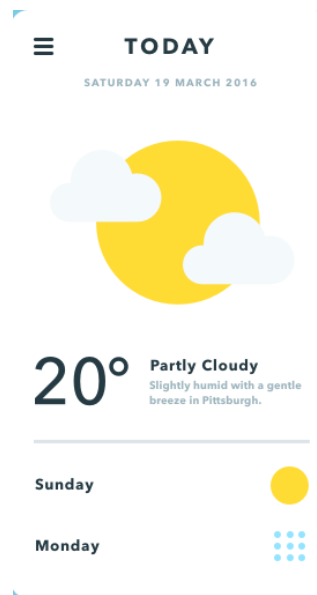 TODAY
SATURDAY 19 MARCH 2016
20°
Partly Cloudy
Slightly humid with a gentle
breeze in Pittsburgh.
Sunday
Monday